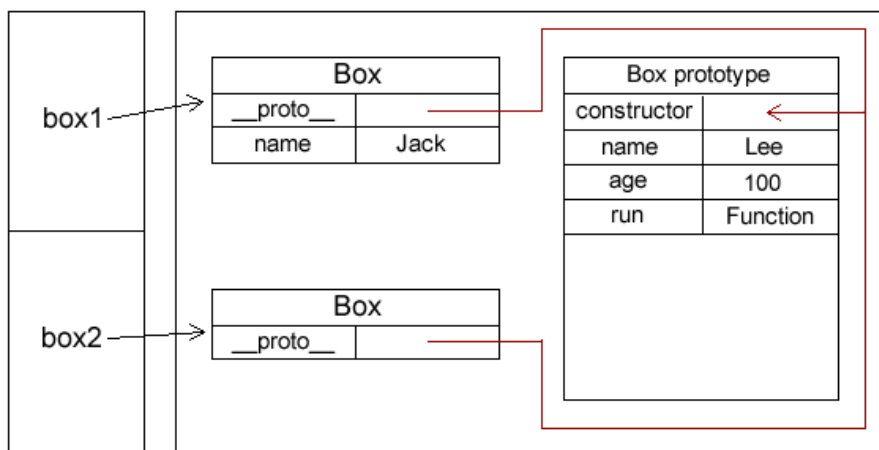 box1
Box
__proto__
name Jack
box2
Box
__proto__
Box prototype
constructor
name Lee
age 100
run Function